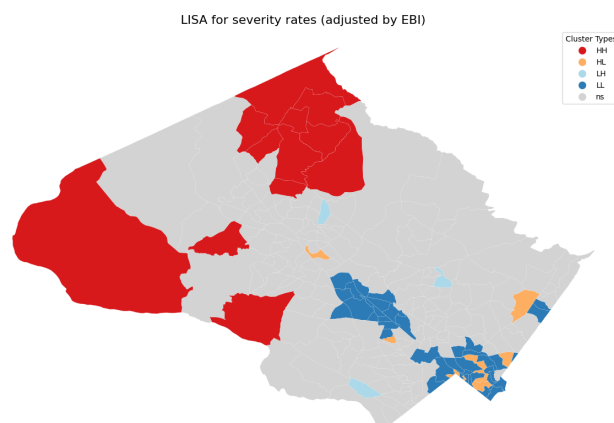 LISA for severity rates (adjusted by EBI)
Cluster Types
HH
HL
LH
LL
ns